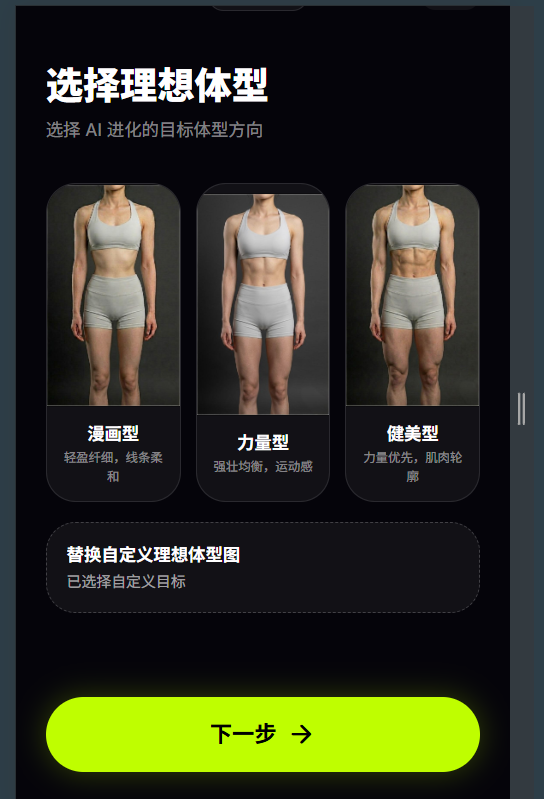 选择理想体型
选择 AI 进化的目标体型方向
漫画型
轻盈纤细，线条柔
和
力量型
强壮均衡，运动感
健美型
力量优先，肌肉轮
廓
替换自定义理想体型图
已选择自定义目标
下一步 →